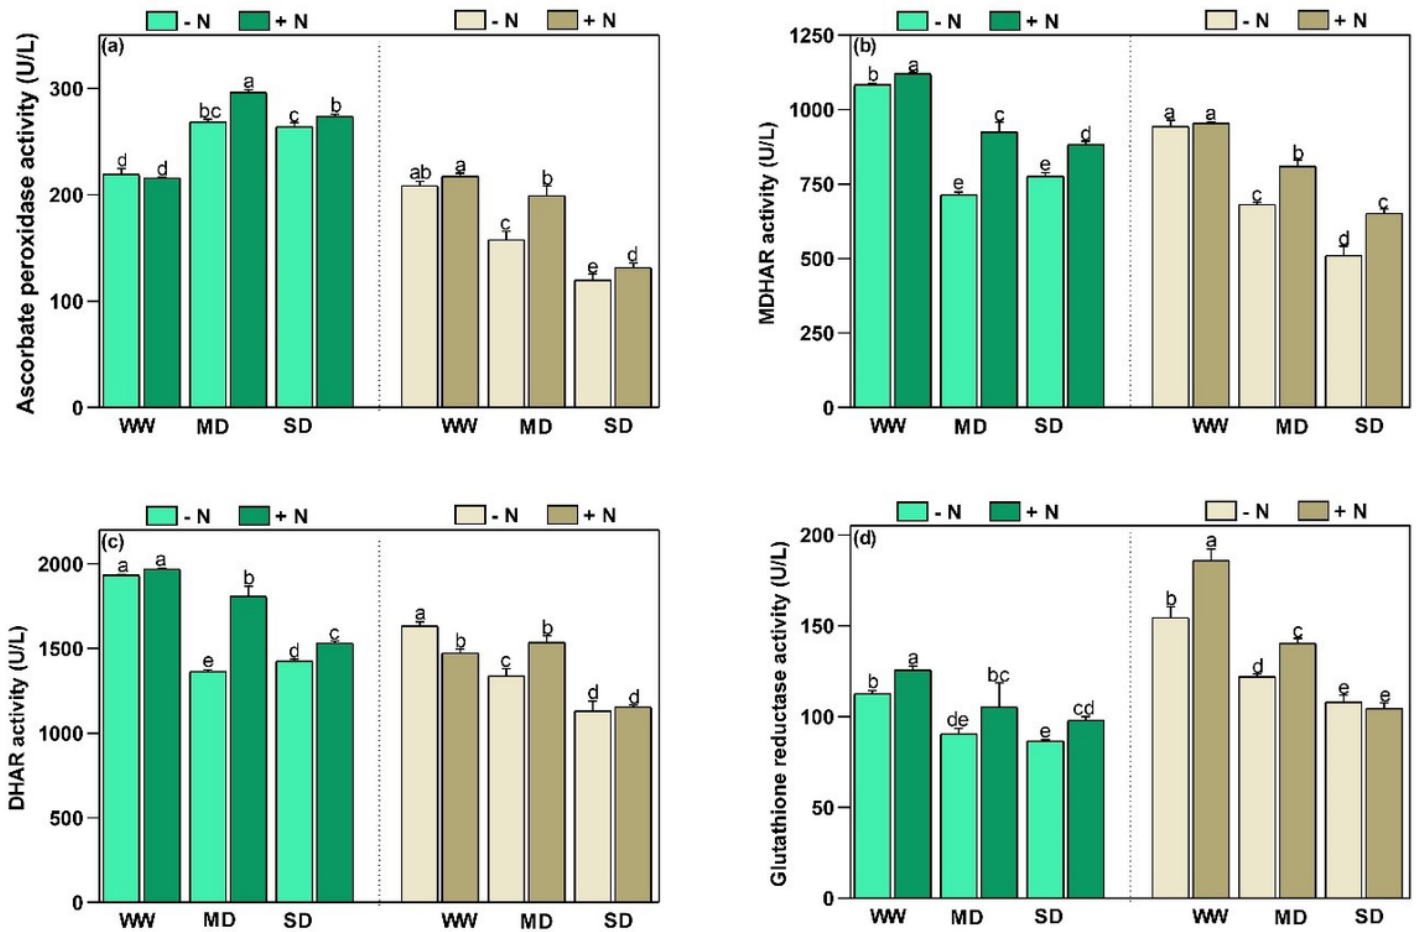 - N + N - N + N
(a)
Ascorbate peroxidase activity (U/L)
300
200
100
0
d d bc a c b ab a c b e d
WW MD SD WW MD SD
- N + N - N + N
(b)
MDHAR activity (U/L)
1250
1000
750
500
250
0
b a e c e d a a c b d c
WW MD SD WW MD SD
- N + N - N + N
(c)
DHAR activity (U/L)
2000
1500
1000
500
0
a a e b d c a b c b d d
WW MD SD WW MD SD
- N + N - N + N
(d)
Glutathione reductase activity (U/L)
200
150
100
50
0
b a de bc e cd b a d c e e
WW MD SD WW MD SD